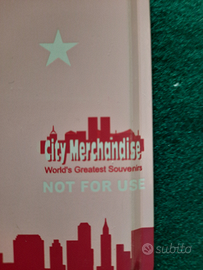 City Merchandise
World's Greatest Souvenirs
NOT FOR USE
subito